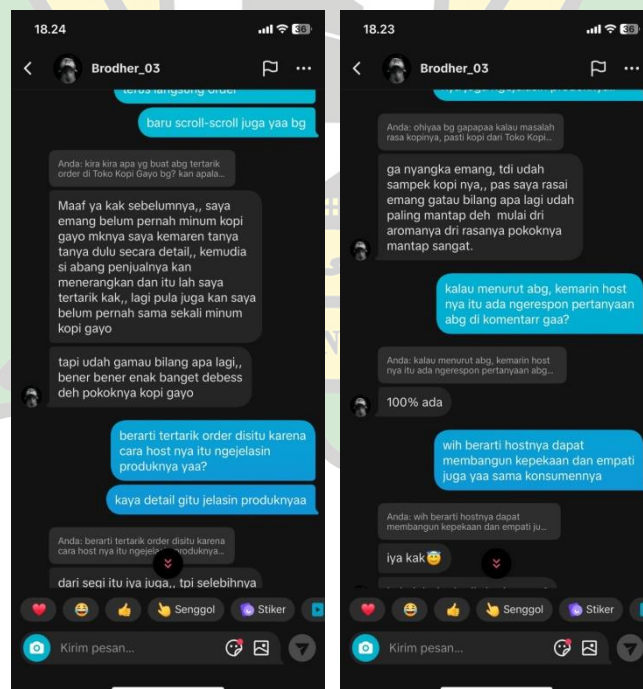 18.24
36
Brodher_03
terus langsung order
baru scroll-scroll juga yaa bg
Anda: kira kira apa yg buat abg tertarik
order di Toko Kopi Gayo bg? kan apala...
Maaf ya kak sebelumnya,, saya
emang belum pernah minum kopi
gayo mknya saya kemaren tanya
tanya dulu secara detail,, kemudia
si abang penjualnya kan
menerangkan dan itu lah saya
tertarik kak,, lagi pula juga kan saya
belum pernah sama sekali minum
kopi gayo
tapi udah gamau bilang apa lagi,,
bener bener enak banget debess
deh pokoknya kopi gayo
berarti tertarik order disitu karena
cara host nya itu ngejelasin
produknya yaa?
kaya detail gitu jelasin produknyaa
Anda: berarti tertarik order disitu karena
cara host nya itu produknya...
dari segi itu iya juga,, tpi selebihnya
Senggol
Stiker
Kirim pesan...
18.23
36
Brodher_03
Anda: ohiyaa bg gapapaa kalau masalah
rasa kopinya, pasti kopi dari Toko Kopi...
ga nyangka emang, tdi udah
sampek kopi nya,, pas saya rasai
emang gatau bilang apa lagi udah
paling mantap deh mulai dri
aromanya dri rasanya pokoknya
mantap sangat.
kalau menurut abg, kemarin host
nya itu ada ngerespon pertanyaan
abg di komentarr gaa?
Anda: kalau menurut abg, kemarin host
nya itu ada ngerespon pertanyaan abg...
100% ada
wih berarti hostnya dapat
membangun kepekaan dan empati
juga yaa sama konsumennya
Anda: wih berarti hostnya dapat
membangun kepekaan dan empati ju...
iya kak
Senggol
Stiker
Kirim pesan...